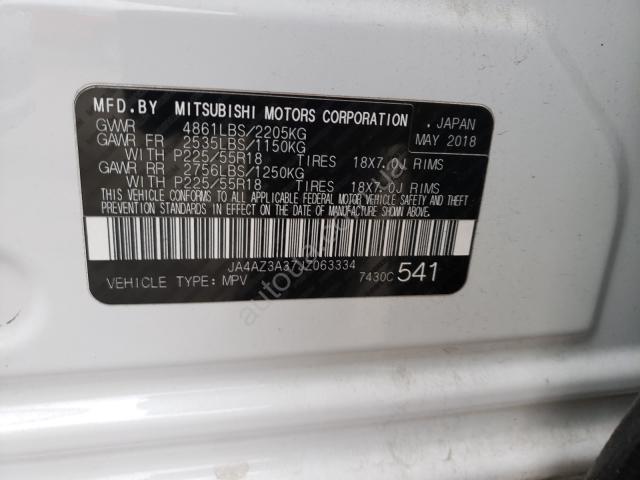 MFD.BY MITSUBISHI MOTORS CORPORATION . JAPAN
GVWR 4861LBS/2205KG MAY 2018
GAWR FR 2535LBS/1150KG
WITH P225/55R18 TIRES 18X7.0J RIMS
GAWR RR 2756LBS/1250KG
WITH P225/55R18 TIRES 18X7.0J RIMS
THIS VEHICLE CONFORMS TO ALL APPLICABLE FEDERAL MOTOR VEHICLE SAFETY AND THEFT
PREVENTION STANDARDS IN EFFECT ON THE DATE OF MANUFACTURE SHOWN ABOVE.
JA4AZ3A37JZ063334
VEHICLE TYPE: MPV 7430C 541